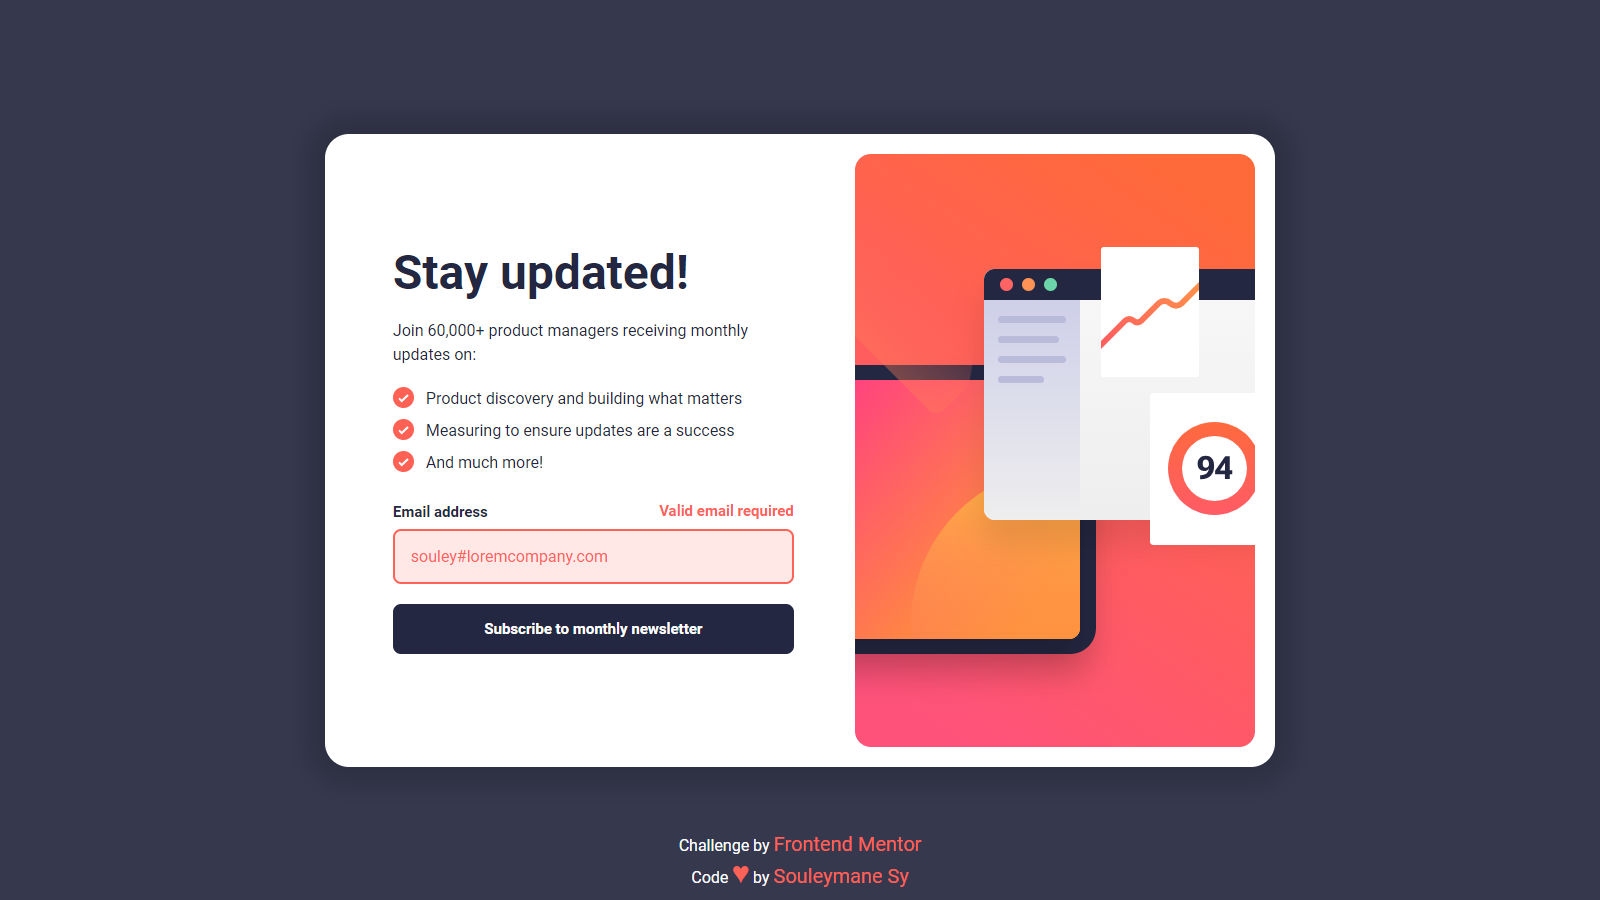 Stay updated!
Join 60,000+ product managers receiving monthly
updates on:
Product discovery and building what matters
Measuring to ensure updates are a success
And much more!
Email address
Valid email required
souley#loremcompany.com
Subscribe to monthly newsletter
94
Challenge by Frontend Mentor
Code ♥ by Souleymane Sy